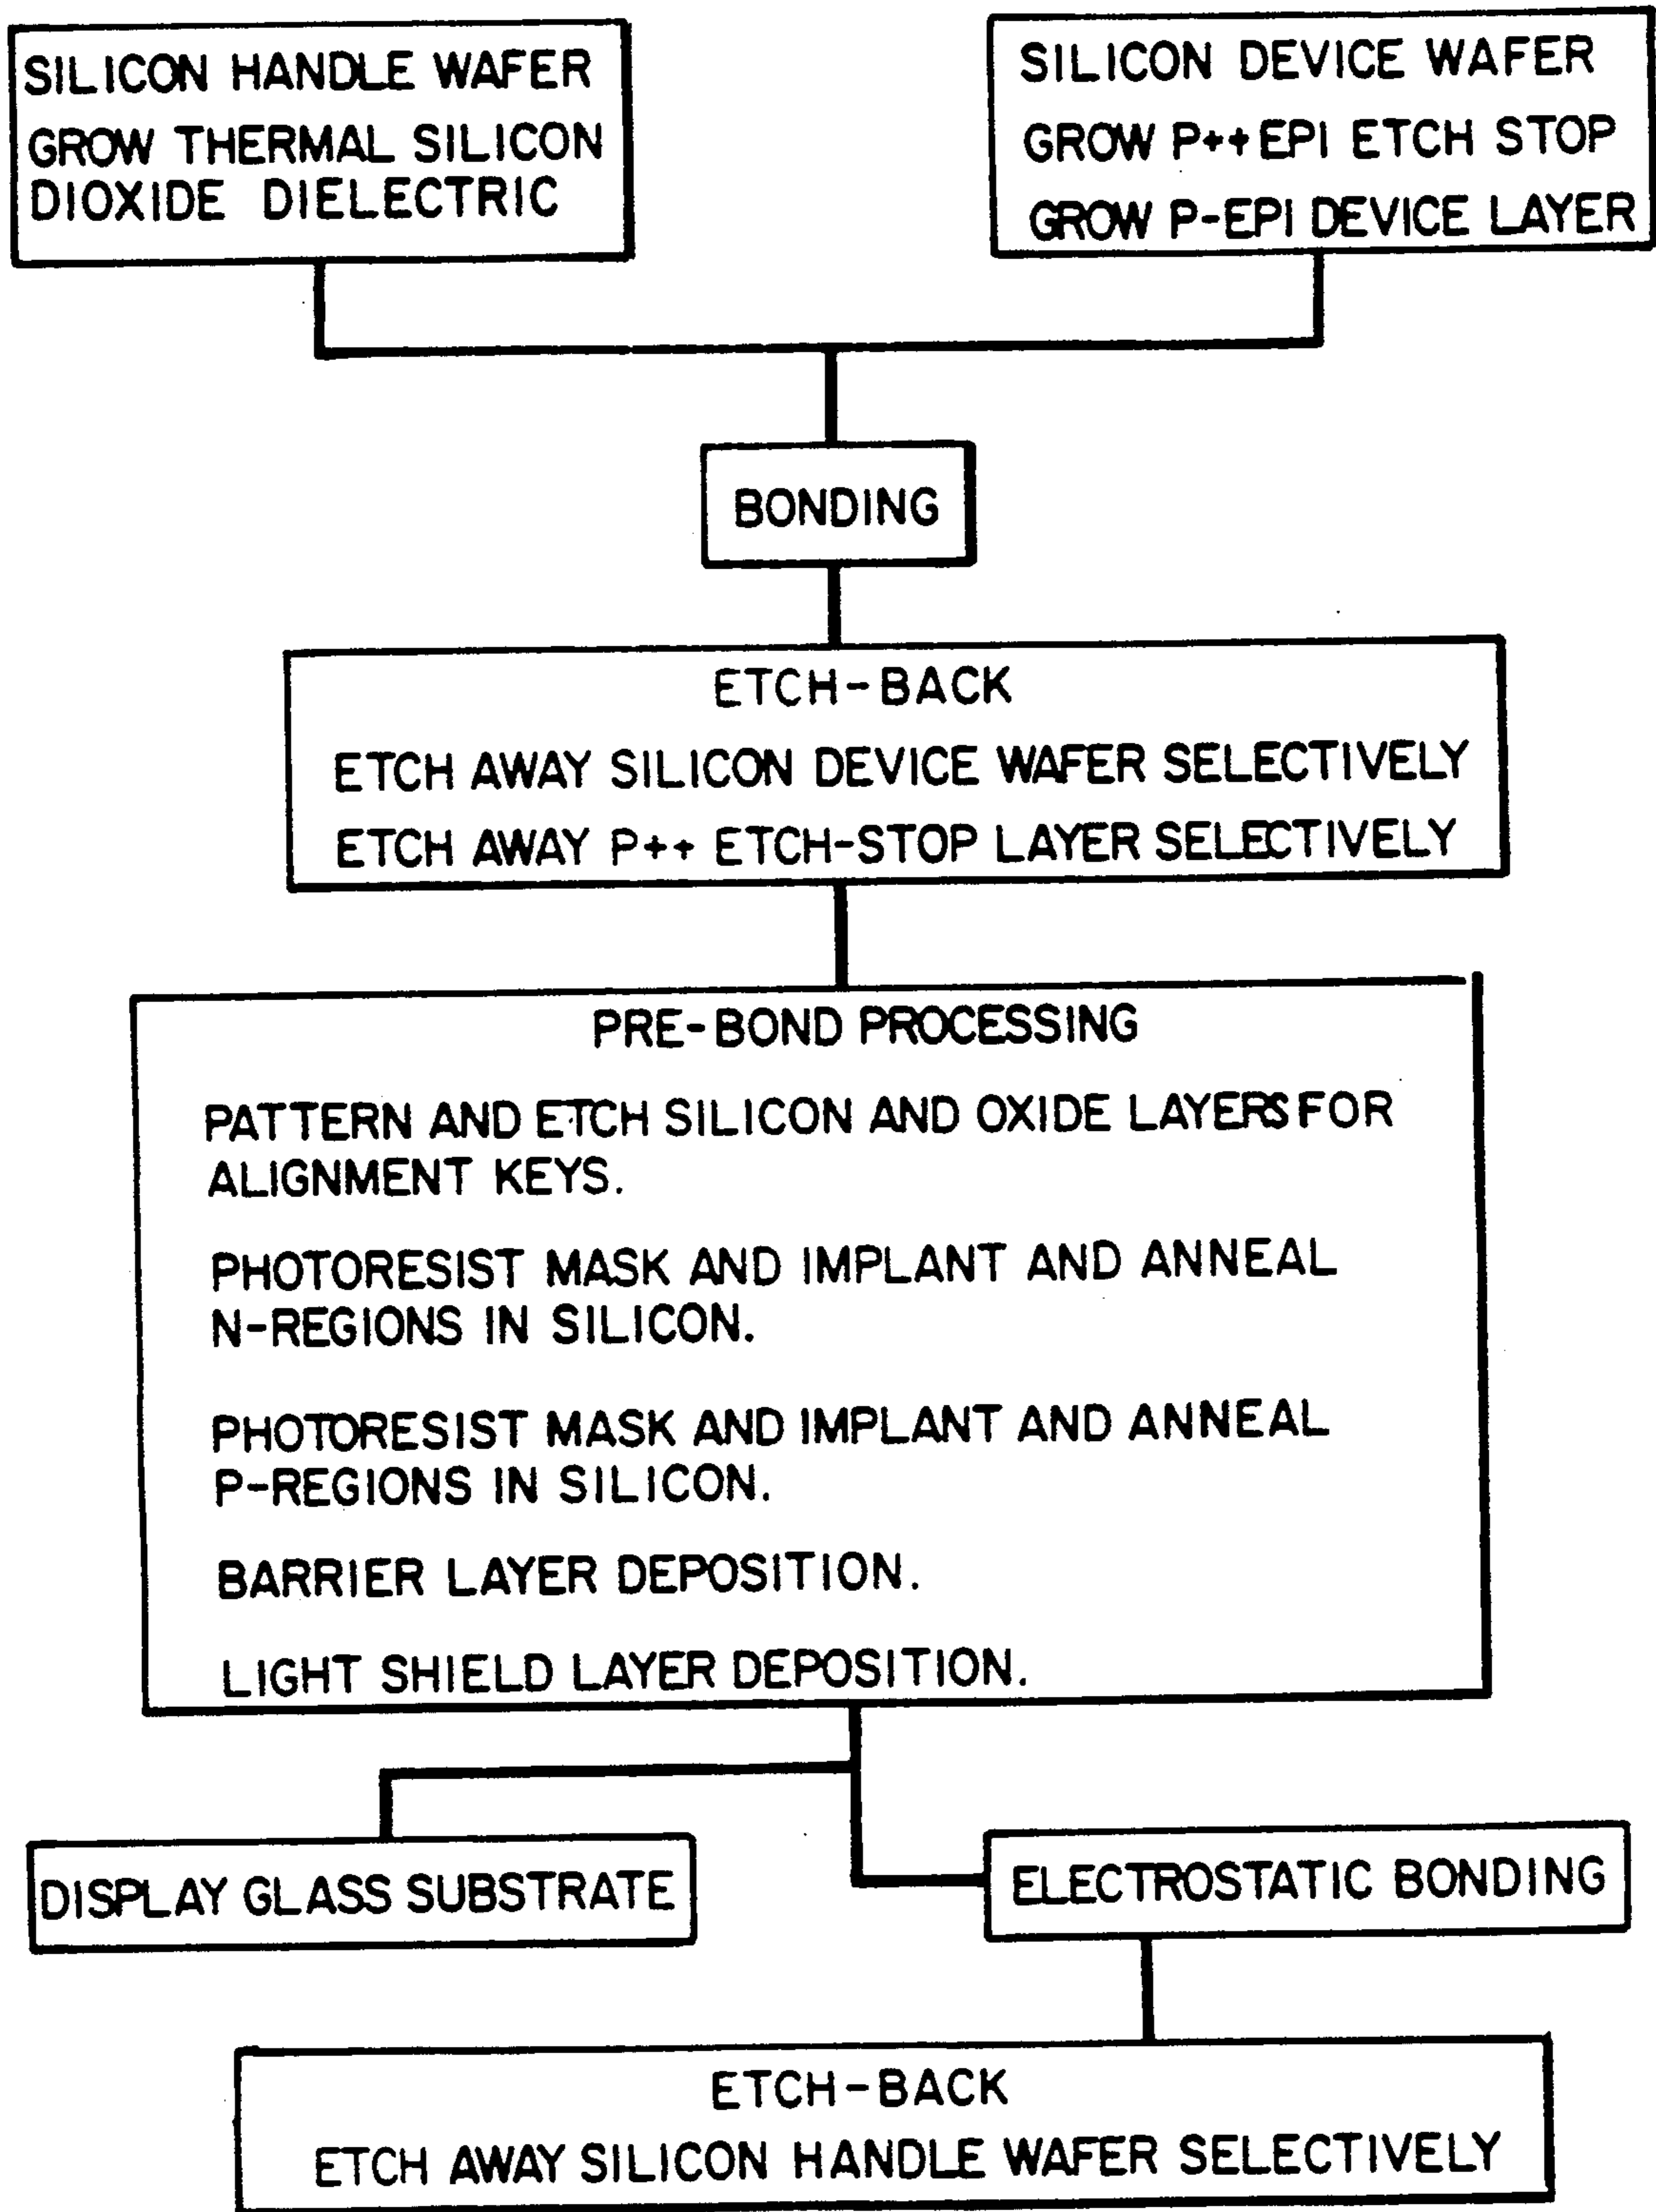 SILICON HANDLE WAFER
GROW THERMAL SILICON
DIOXIDE DIELECTRIC
SILICON DEVICE WAFER
GROW P++ EPI ETCH STOP
GROW P-EPI DEVICE LAYER
BONDING
ETCH-BACK
ETCH AWAY SILICON DEVICE WAFER SELECTIVELY
ETCH AWAY P++ ETCH-STOP LAYER SELECTIVELY
PRE-BOND PROCESSING
PATTERN AND ETCH SILICON AND OXIDE LAYERS FOR
ALIGNMENT KEYS.
PHOTORESIST MASK AND IMPLANT AND ANNEAL
N-REGIONS IN SILICON.
PHOTORESIST MASK AND IMPLANT AND ANNEAL
P-REGIONS IN SILICON.
BARRIER LAYER DEPOSITION.
LIGHT SHIELD LAYER DEPOSITION.
DISPLAY GLASS SUBSTRATE
ELECTROSTATIC BONDING
ETCH-BACK
ETCH AWAY SILICON HANDLE WAFER SELECTIVELY